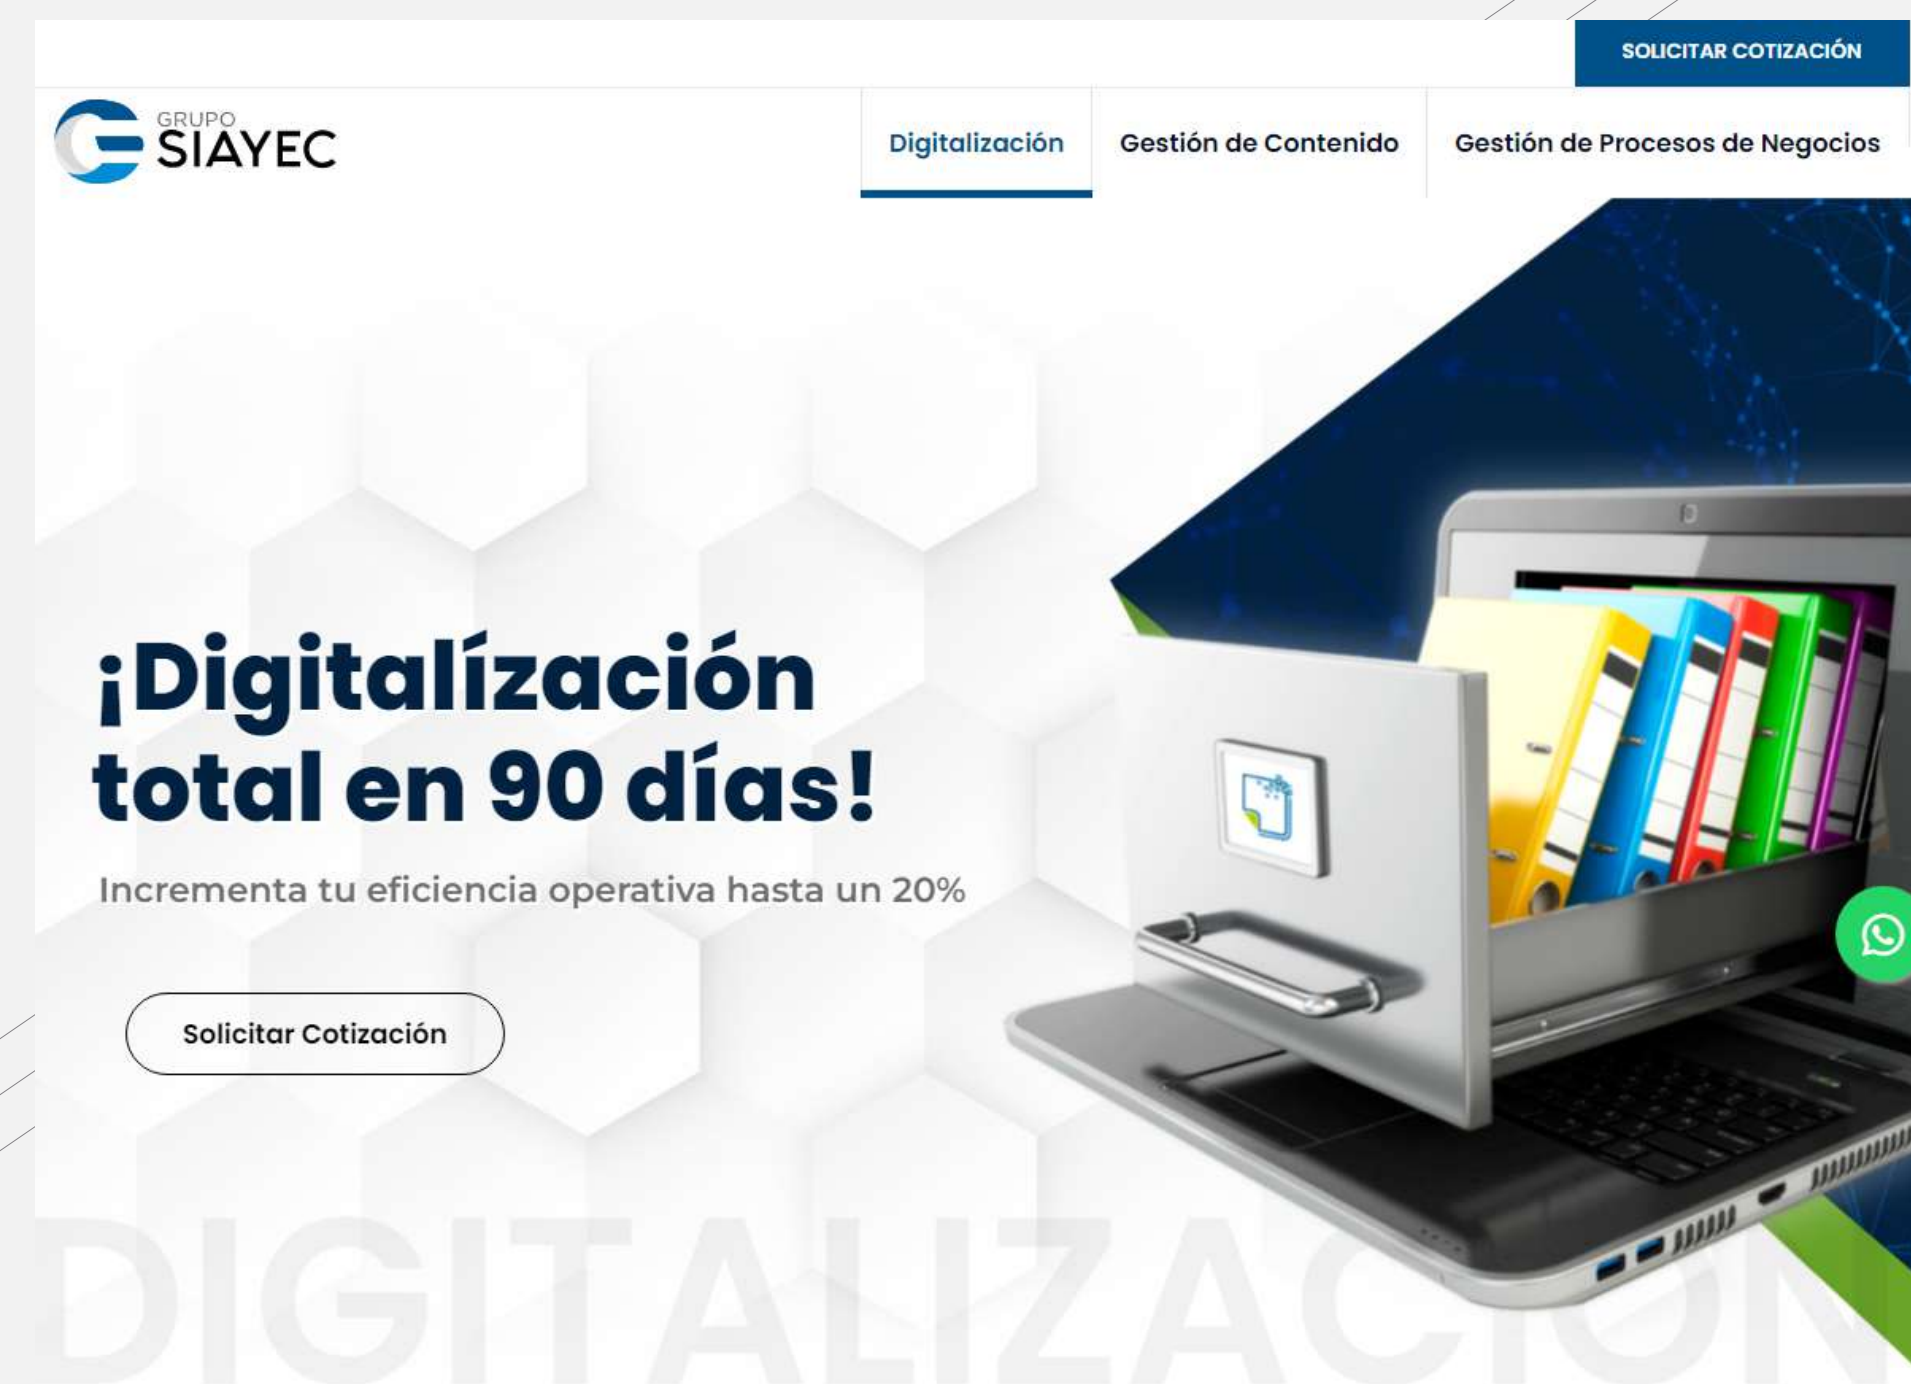 SOLICITAR COTIZACIÓN
GRUPO
SIAYEC
Digitalización
Gestión de Contenido
Gestión de Procesos de Negocios
¡Digitalízación
total en 90 días!
Incrementa tu eficiencia operativa hasta un 20%
Solicitar Cotización
DIGITALIZACIÓN